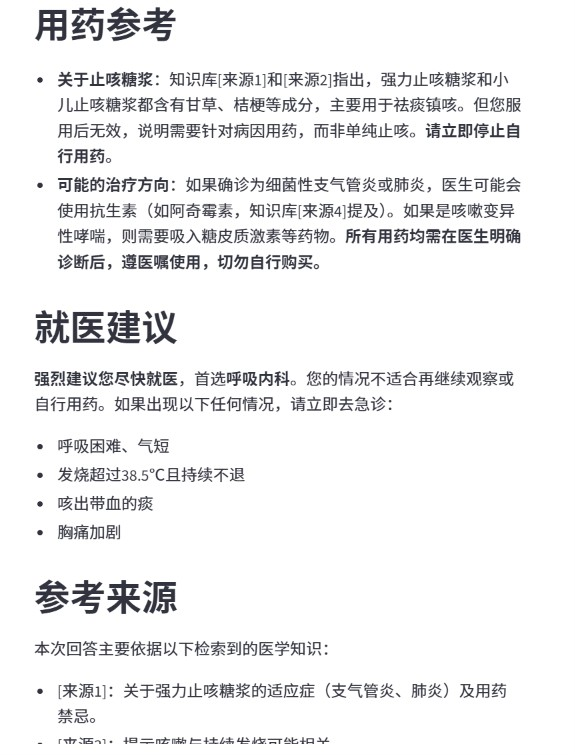 用药参考
• 关于止咳糖浆：知识库[来源1]和[来源2]指出，强力止咳糖浆和小
儿止咳糖浆都含有甘草、桔梗等成分，主要用于祛痰镇咳。但您服
用后无效，说明需要针对病因用药，而非单纯止咳。请立即停止自
行用药。
• 可能的治疗方向：如果确诊为细菌性支气管炎或肺炎，医生可能会
使用抗生素（如阿奇霉素，知识库[来源4]提及）。如果是咳嗽变异
性哮喘，则需要吸入糖皮质激素等药物。所有用药均需在医生明确
诊断后，遵医嘱使用，切勿自行购买。
就医建议
强烈建议您尽快就医，首选呼吸内科。您的情况不适合再继续观察或
自行用药。如果出现以下任何情况，请立即去急诊：
• 呼吸困难、气短
• 发烧超过38.5℃且持续不退
• 咳出带血的痰
• 胸痛加剧
参考来源
本次回答主要依据以下检索到的医学知识：
• [来源1]：关于强力止咳糖浆的适应症（支气管炎、肺炎）及用药
禁忌。